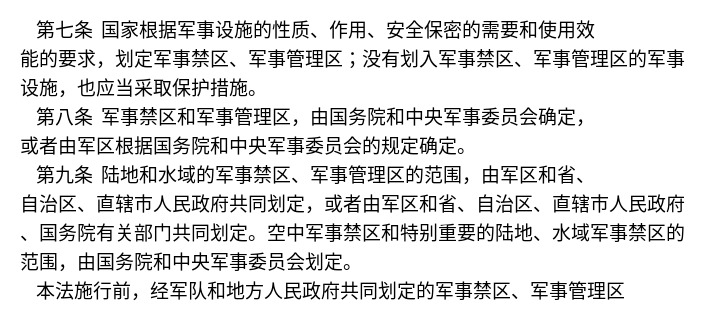 第七条 国家根据军事设施的性质、作用、安全保密的需要和使用效
能的要求，划定军事禁区、军事管理区；没有划入军事禁区、军事管理区的军事
设施，也应当采取保护措施。
第八条 军事禁区和军事管理区，由国务院和中央军事委员会确定，
或者由军区根据国务院和中央军事委员会的规定确定。
第九条 陆地和水域的军事禁区、军事管理区的范围，由军区和省、
自治区、直辖市人民政府共同划定，或者由军区和省、自治区、直辖市人民政府
、国务院有关部门共同划定。空中军事禁区和特别重要的陆地、水域军事禁区的
范围，由国务院和中央军事委员会划定。
本法施行前，经军队和地方人民政府共同划定的军事禁区、军事管理区